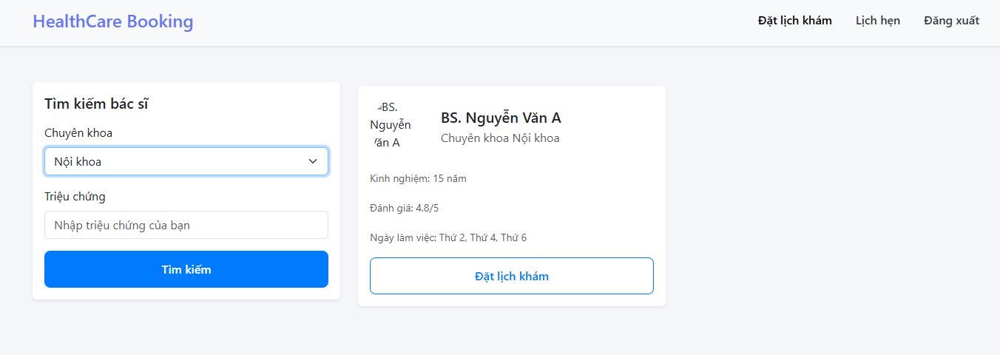 HealthCare Booking
Đặt lịch khám
Lịch hẹn
Đăng xuất
Tìm kiếm bác sĩ
Chuyên khoa
Nội khoa
Triệu chứng
Nhập triệu chứng của bạn
Tìm kiếm
BS.
Nguyễn
Văn A
BS. Nguyễn Văn A
Chuyên khoa Nội khoa
Kinh nghiệm: 15 năm
Đánh giá: 4.8/5
Ngày làm việc: Thứ 2, Thứ 4, Thứ 6
Đặt lịch khám